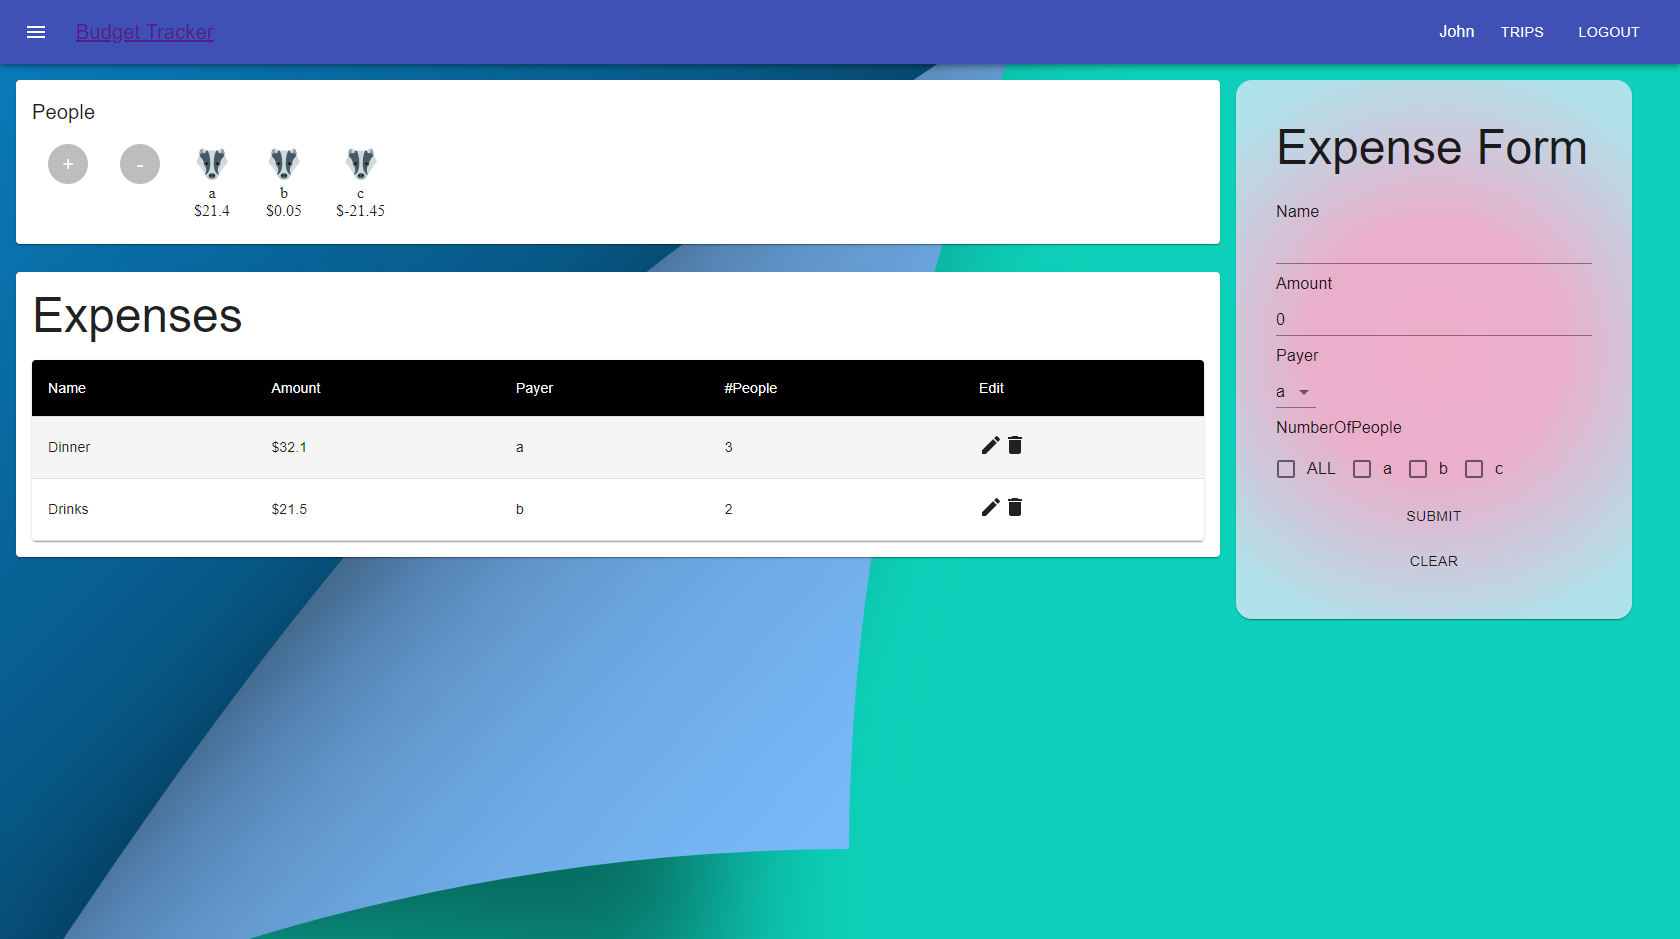 Budget Tracker John TRIPS LOGOUT
People
+ -
a b c
$21.4 $0.05 $-21.45
Expenses
Name Amount Payer #People Edit
Dinner $32.1 a 3
Drinks $21.5 b 2
Expense Form
Name
Amount
0
Payer
a
NumberOfPeople
ALL a b c
SUBMIT
CLEAR